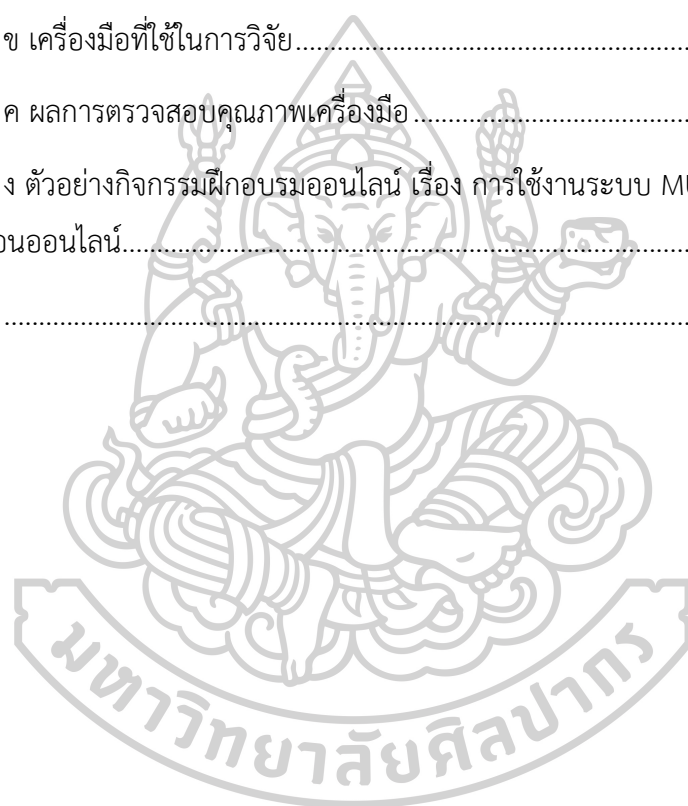 ข เครื่องมือที่ใช้ในการวิจัย
ค ผลการตรวจสอบคุณภาพเครื่องมือ
ง ตัวอย่างกิจกรรมฝึกอบรมออนไลน์ เรื่อง การใช้งานระบบ
ออนไลน์
มหาวิทยาลัยศิลปากร